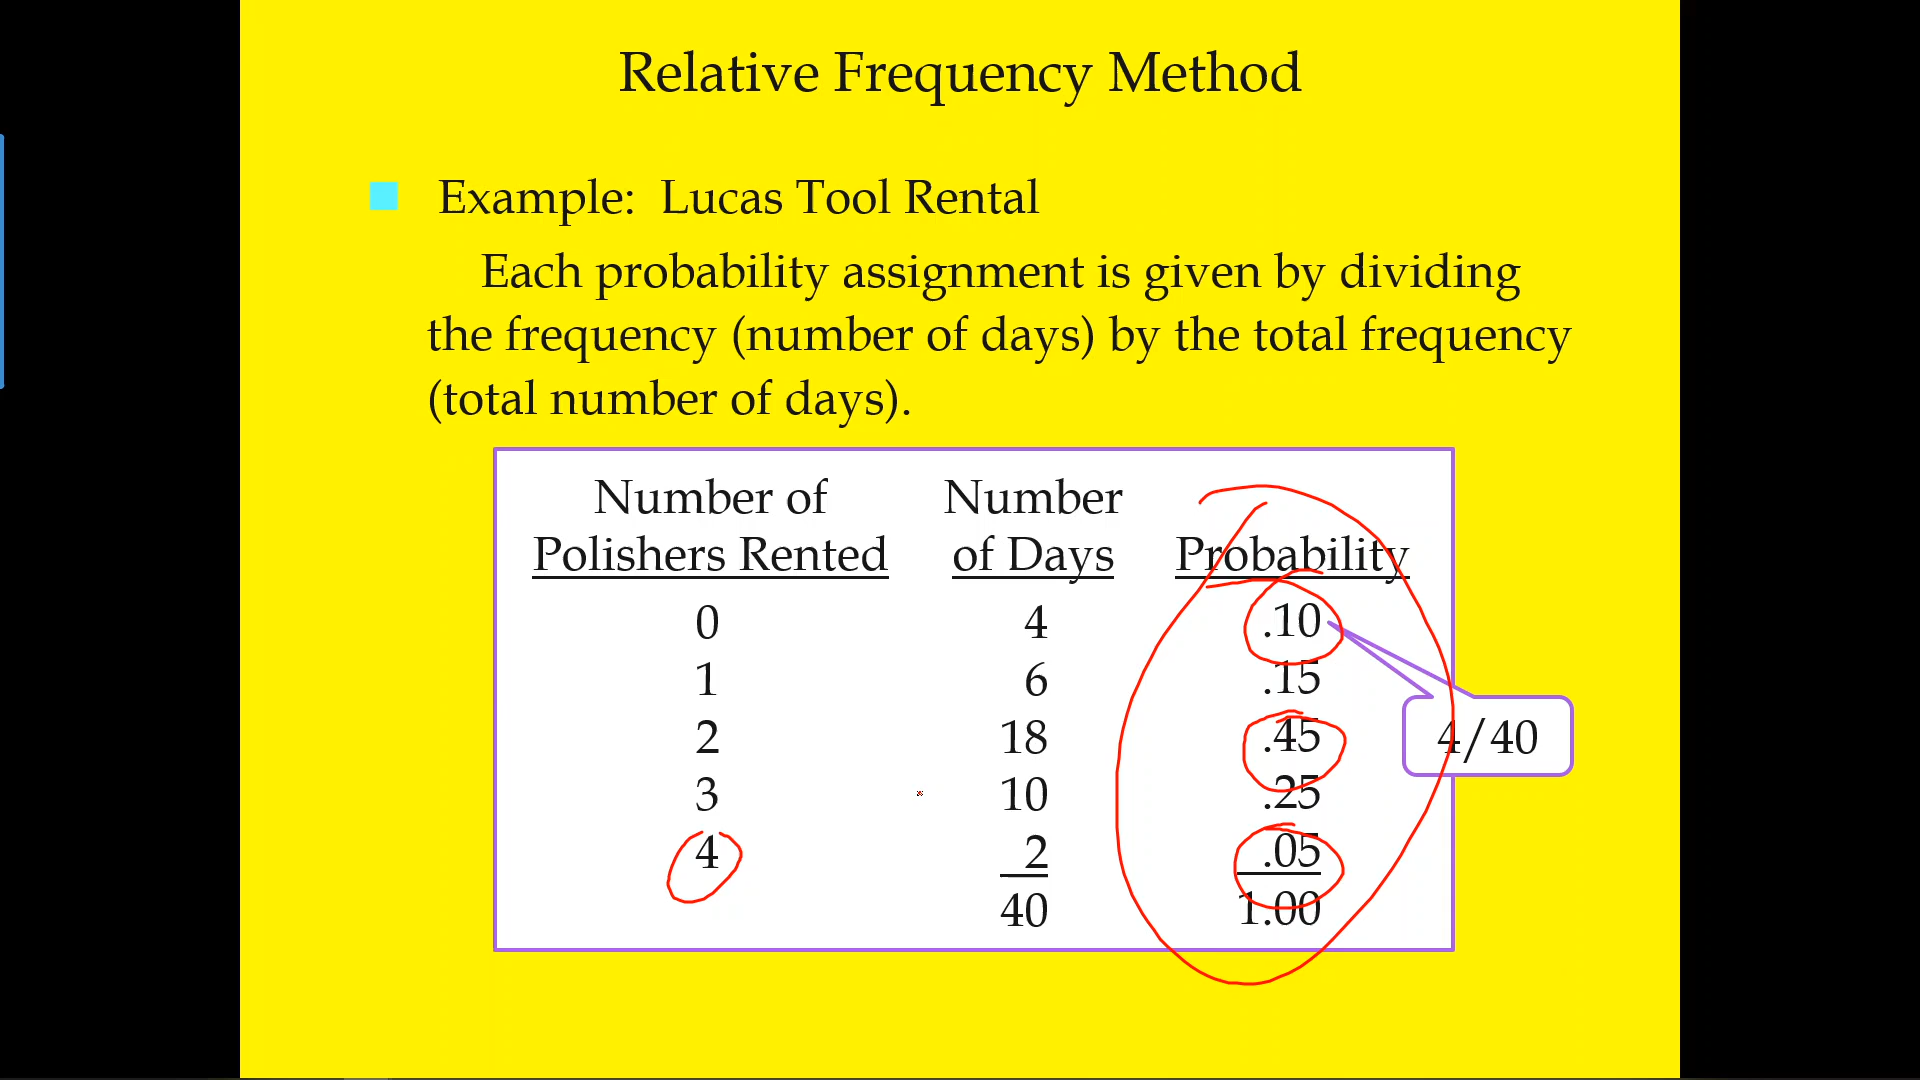 Relative Frequency Method
Example: Lucas Tool Rental
Each probability assignment is given by dividing
the frequency (number of days) by the total frequency
(total number of days).
Number of Number
Polishers Rented of Days Probability
0 4 .10
1 6 .15
2 18 .45
3 10 .25
4 2 .05
40 1.00
4/40